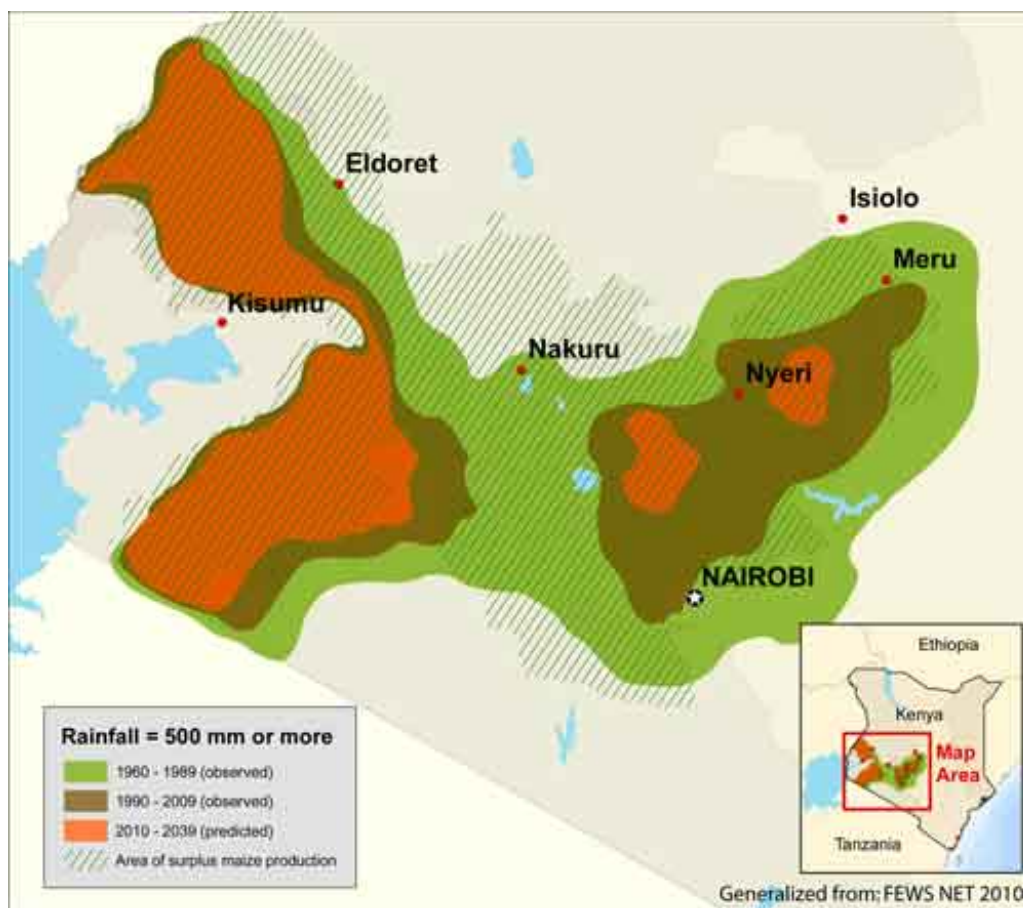 Eldoret
Isiolo
Meru
Kisumu
Nakuru
Nyeri
NAIROBI
Rainfall = 500 mm or more
1960 - 1989 (observed)
1990 - 2009 (observed)
2010 - 2039 (predicted)
Area of surplus maize production
Ethiopia
Kenya
Map
Area
Tanzania
Generalized from; FEWS NET 2010